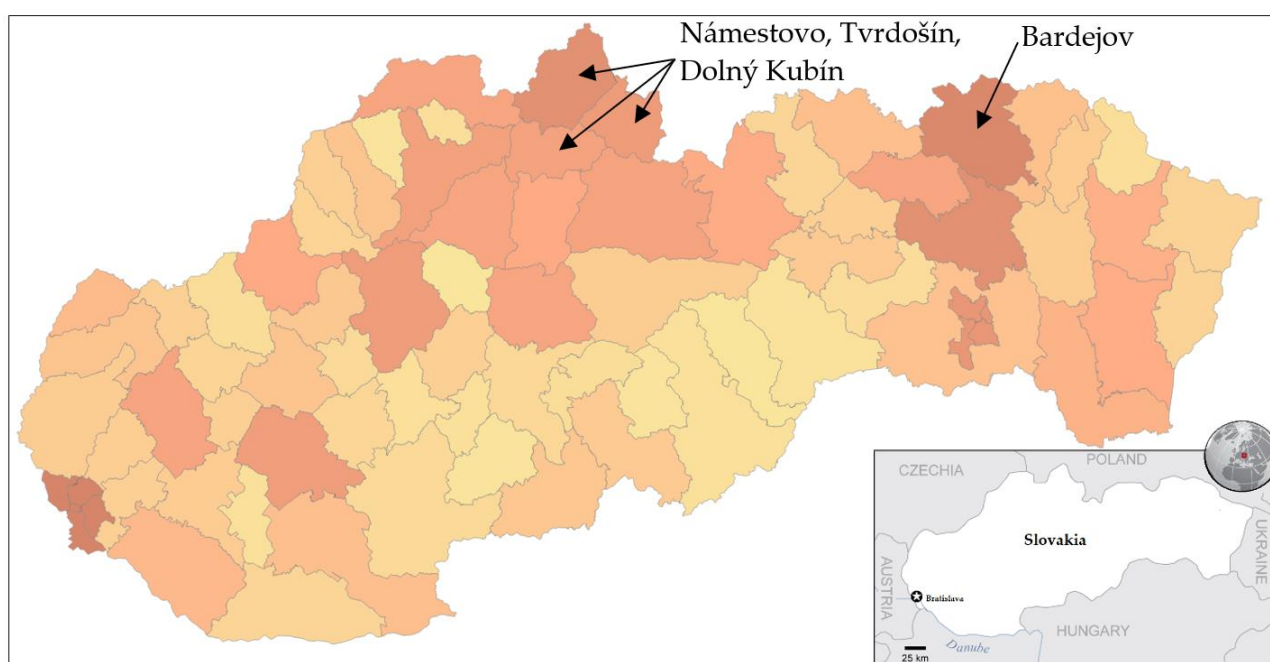 Námestovo, Tvrdošín,
Dolný Kubín
Bardejov
CZECHIA
POLAND
Slovakia
UKRAINE
AUSTRIA
Bratislava
HUNGARY
Danube
25 km